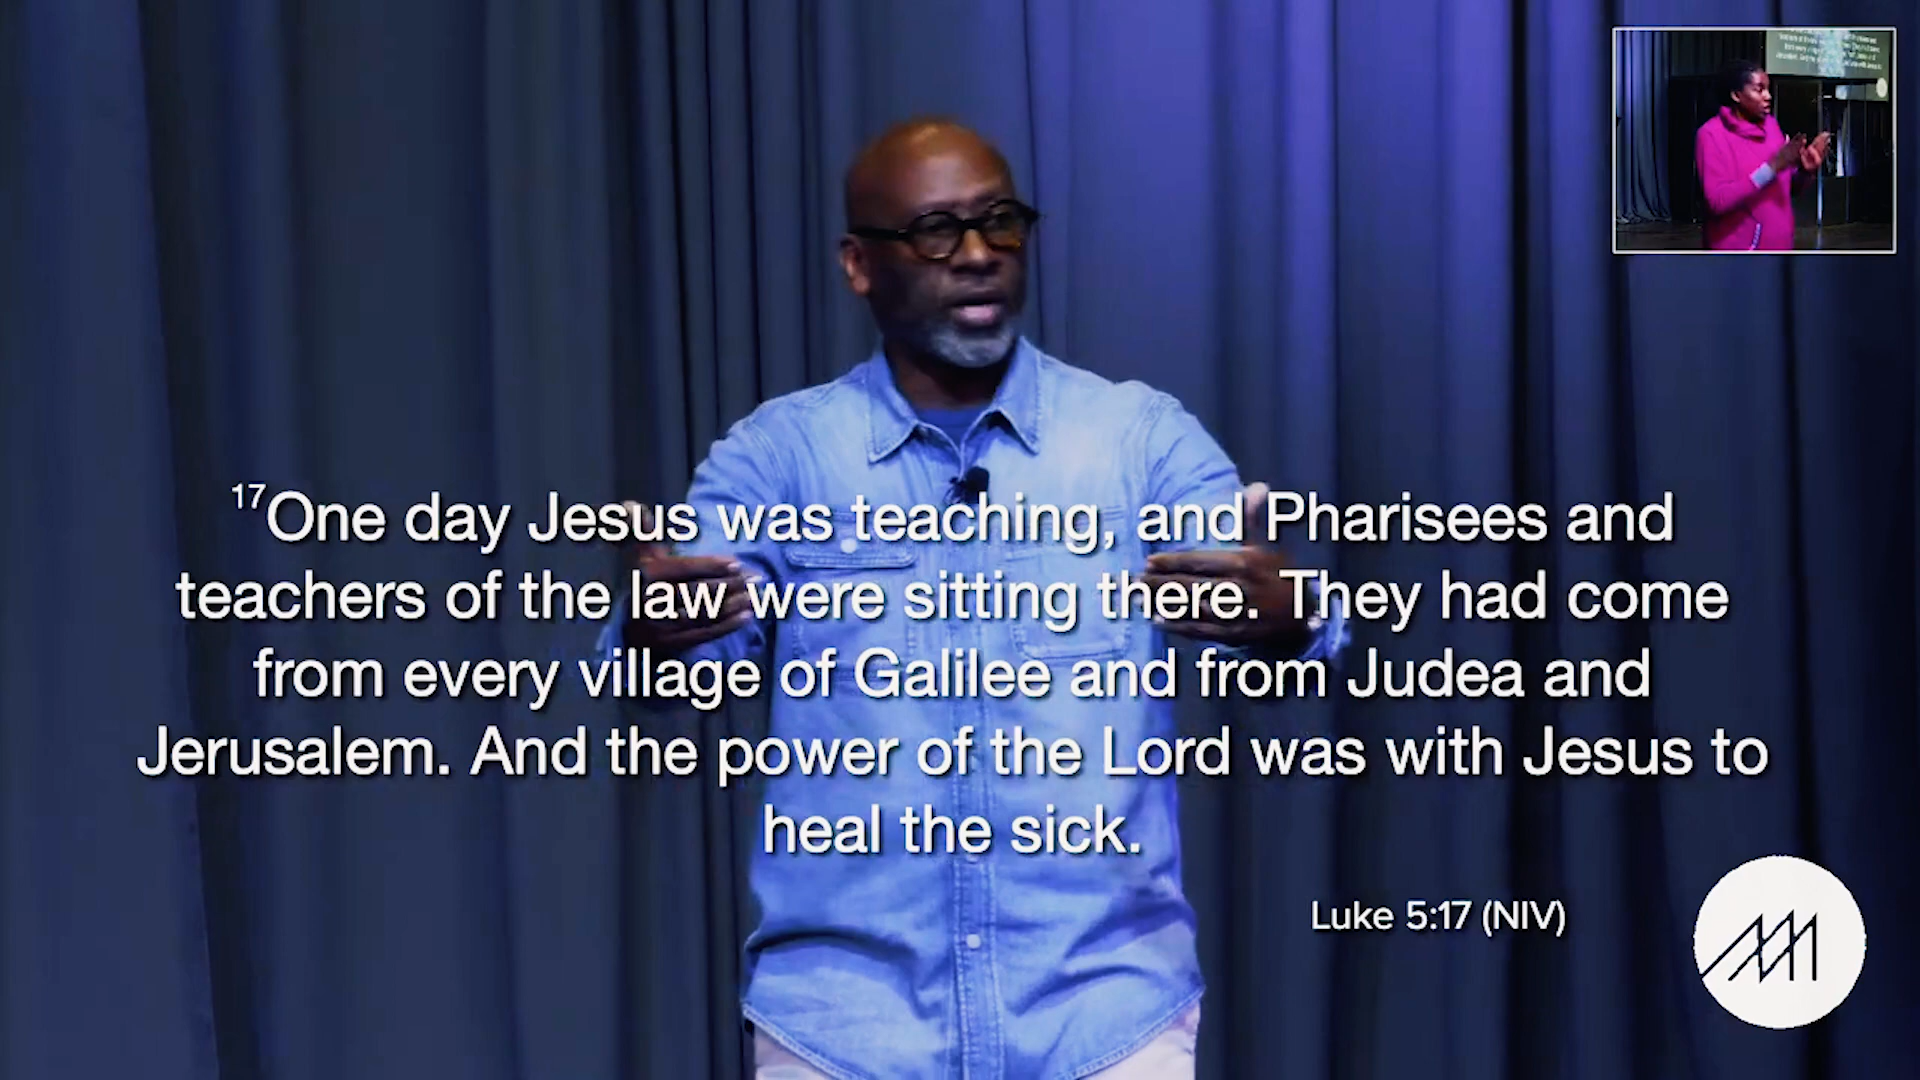 17One day Jesus was teaching, and Pharisees and
teachers of the law were sitting there. They had come
from every village of Galilee and from Judea and
Jerusalem. And the power of the Lord was with Jesus to
heal the sick.
Luke 5:17 (NIV)